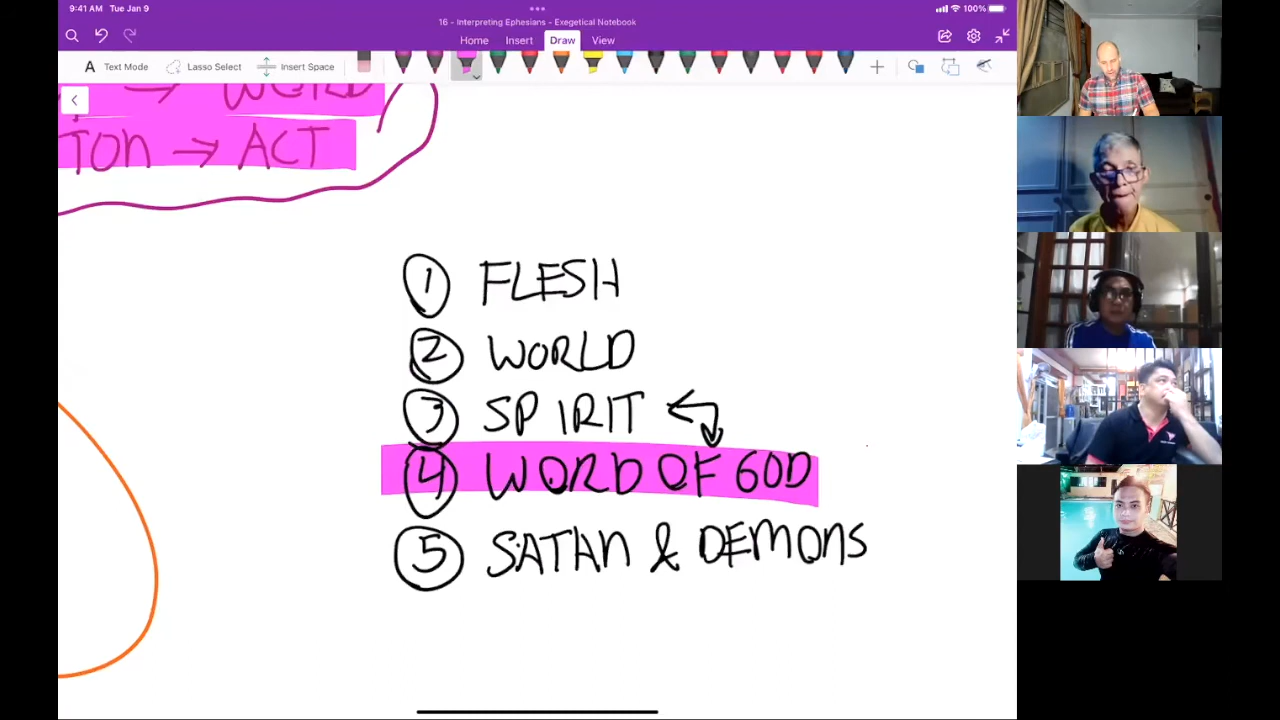 9:41 AM Tue Jan 9
100%
16 - Interpreting Ephesians - Exegetical Notebook
Home Insert Draw View
A Text Mode Lasso Select Insert Space
→ WORLD
TON → ACT
1 FLESH
2 WORLD
3 SPIRIT
4 WORD OF GOD
5 SATAN & DEMONS